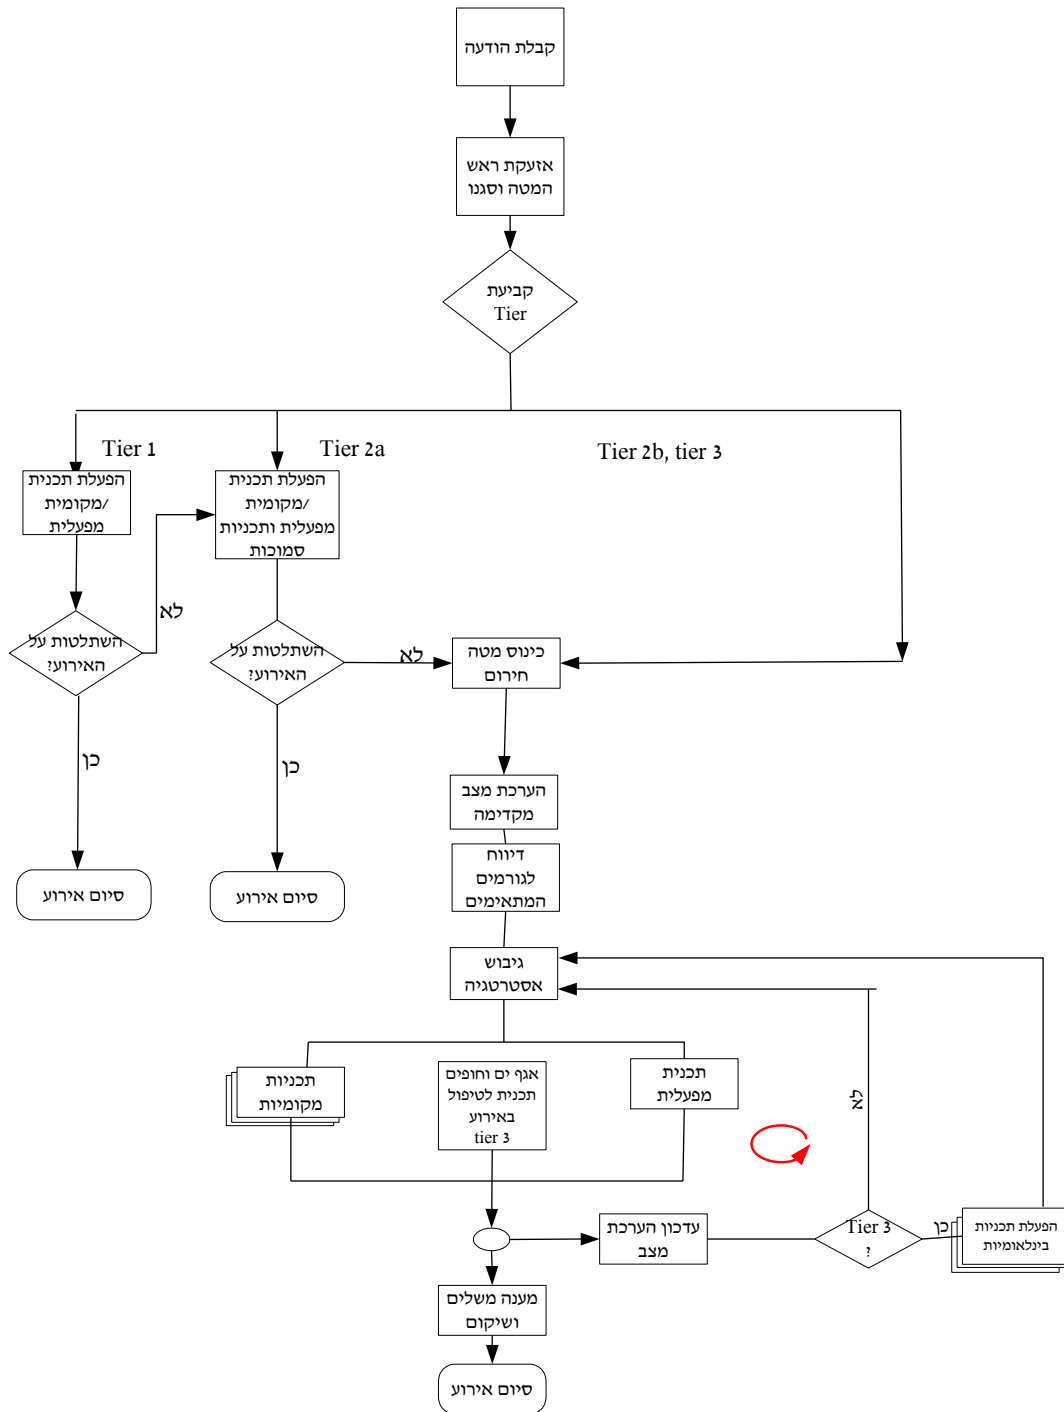 קבלת הודעה
אזעקת ראש
המטה וסגנו
קביעת
Tier
Tier 1
Tier 2a
Tier 2b, tier 3
הפעלת תכנית
מקומית/
מפעלית
הפעלת תכנית
מקומית/
מפעלית ותכניות
סמוכות
לא
השתלטות על
האירוע?
השתלטות על
האירוע?
לא
כינוס מטה
חירום
כן
כן
הערכת מצב
מקדימה
דיווח
לגורמים
המתאימים
סיום אירוע
סיום אירוע
גיבוש
אסטרטגיה
תכניות
מקומיות
אגף ים וחופים
תכנית לטיפול
באירוע
tier 3
תכנית
מפעלית
לא
עדכון הערכת
מצב
Tier 3
?
כן
הפעלת תכניות
בינלאומיות
מענה משלים
ושיקום
סיום אירוע